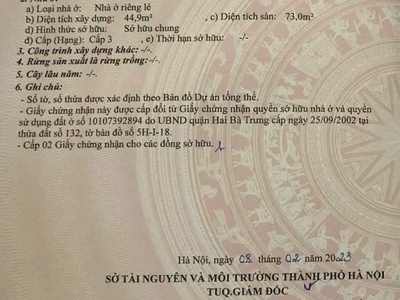 a) Loại nhà ở: Nhà ở riêng lẻ
b) Diện tích xây dựng: 44,9m², c) Diện tích sàn: 73,0m².
d) Hình thức sở hữu: Sở hữu chung
đ) Cấp (Hạng): Cấp 3 , e) Thời hạn sở hữu: -/-
3. Công trình xây dựng khác: -/-.
4. Rừng sản xuất là rừng trồng: -/-.
5. Cây lâu năm: -/-.
6. Ghi chú:
- Số tờ, số thửa được xác định theo Bản đồ Dự án tổng thể.
- Giấy chứng nhận này được cấp đổi từ Giấy chứng nhận quyền sở hữu nhà ở và quyền
sử dụng đất ở số 10107392894 do UBND quận Hai Bà Trưng cấp ngày 25/09/2002 tại
thửa đất số 132, tờ bản đồ số 5H-I-18.
- Cấp 02 Giấy chứng nhận cho các đồng sở hữu.
Hà Nội, ngày 08 tháng 02 năm 2023
SỞ TÀI NGUYÊN VÀ MÔI TRƯỜNG THÀNH PHỐ HÀ NỘI
TUQ.GIÁM ĐỐC